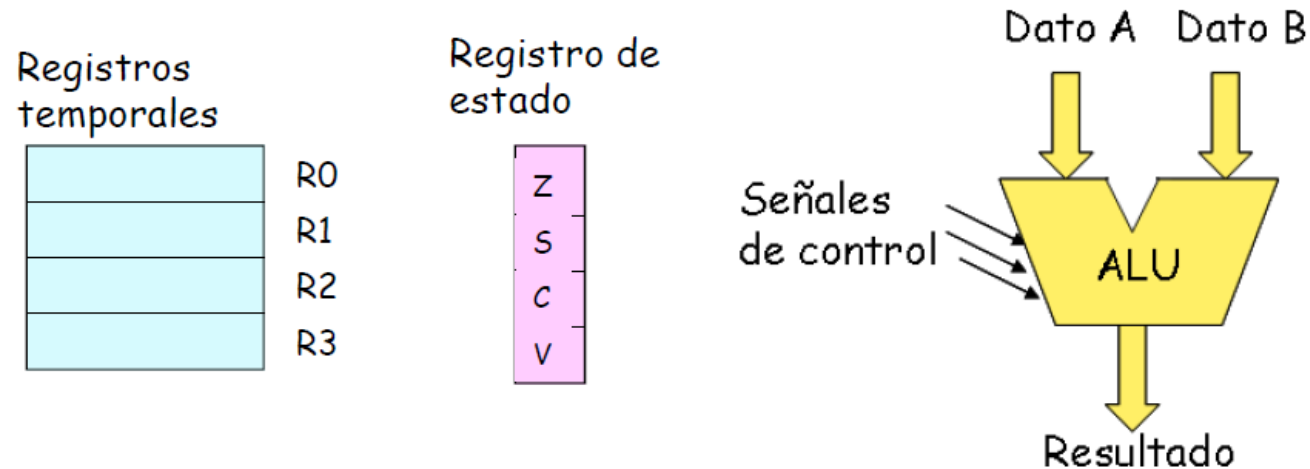 Registros
temporales
R0
R1
R2
R3
Registro de
estado
Z
S
C
V
Dato A
Dato B
Señales
de control
ALU
Resultado